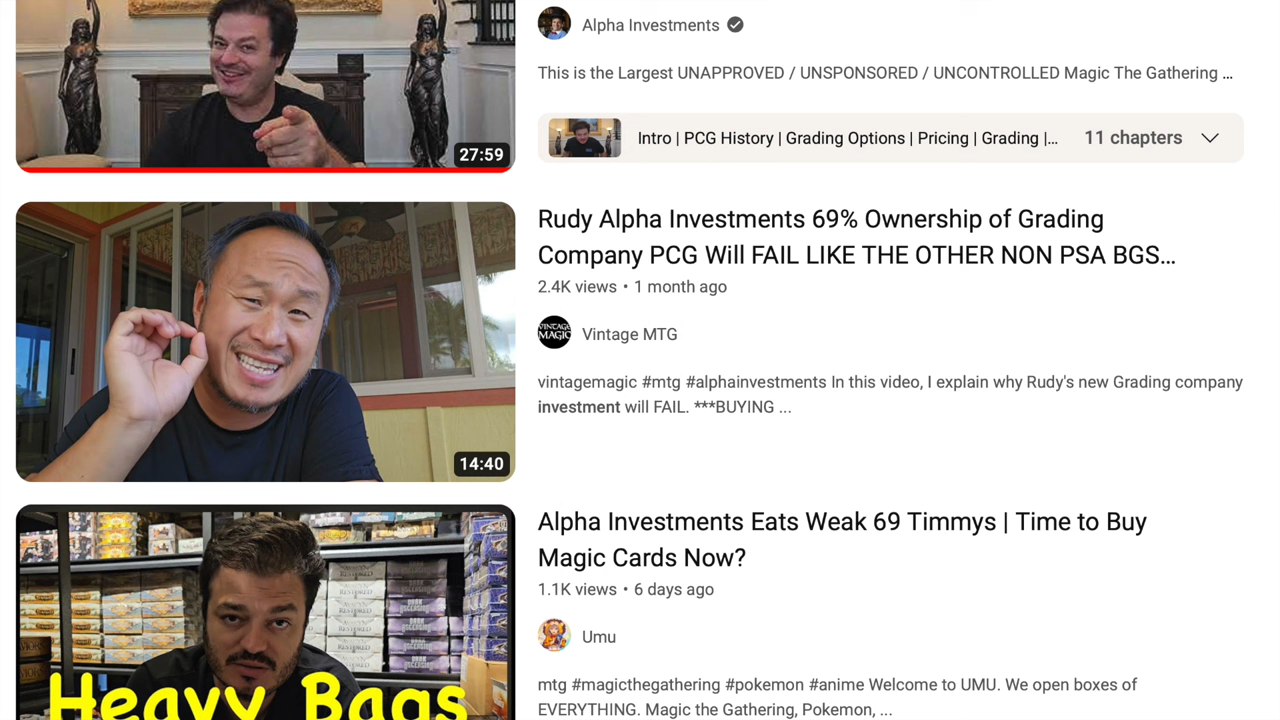 Alpha Investments
This is the Largest UNAPPROVED / UNSPONSORED / UNCONTROLLED Magic The Gathering ...
27:59
Intro | PCG History | Grading Options | Pricing | Grading |...
11 chapters
Rudy Alpha Investments 69% Ownership of Grading
Company PCG Will FAIL LIKE THE OTHER NON PSA BGS...
2.4K views • 1 month ago
VINTAGE
MAGIC
Vintage MTG
vintagemagic #mtg #alphainvestments In this video, I explain why Rudy's new Grading company
investment will FAIL. ***BUYING ...
14:40
Alpha Investments Eats Weak 69 Timmys | Time to Buy
Magic Cards Now?
1.1K views • 6 days ago
Umu
mtg #magicthegathering #pokemon #anime Welcome to UMU. We open boxes of
EVERYTHING. Magic the Gathering, Pokemon, ...
RESTORED
DARK
ASCENSION
Heavy Bags